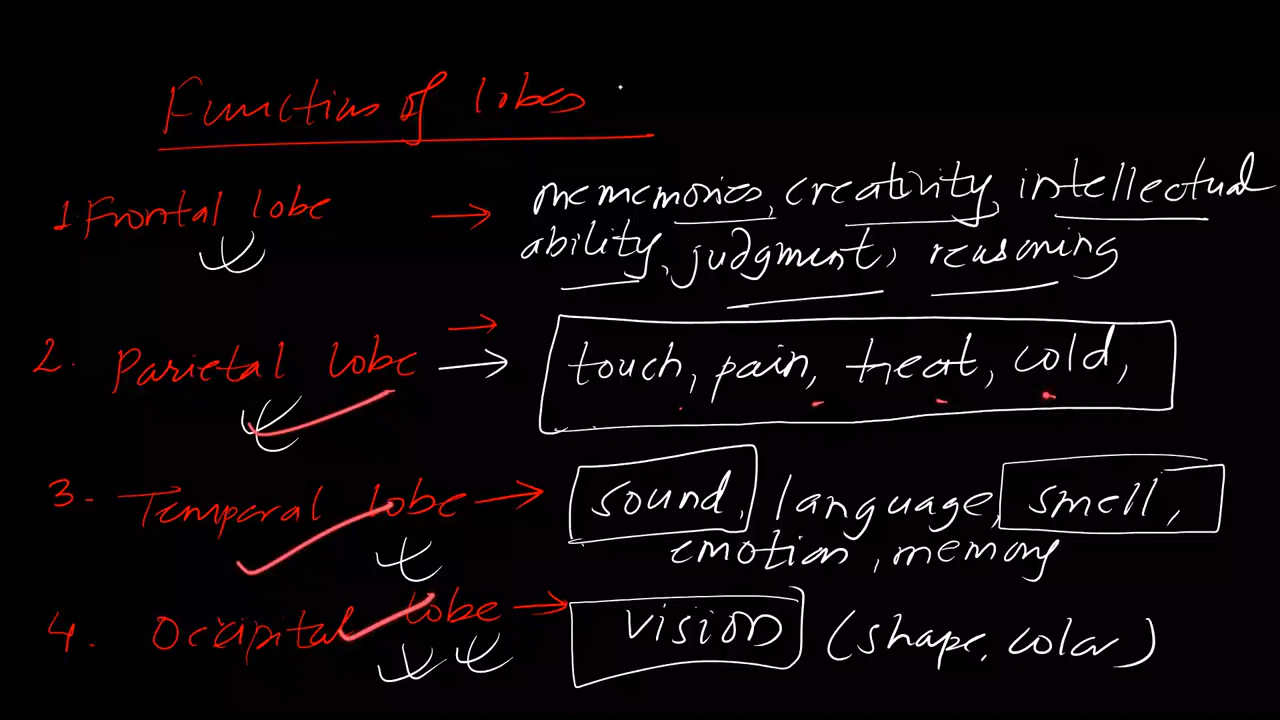 Functions of lobes
1. Frontal lobe → mememories, creativity, intellectual
ability, judgment, reasoning
2. Parietal lobe → → touch, pain, heat, cold,
3- Temporal lobe → sound, language, smell,
emotion, memory
4. Occipital lobe → vision (shape, color)